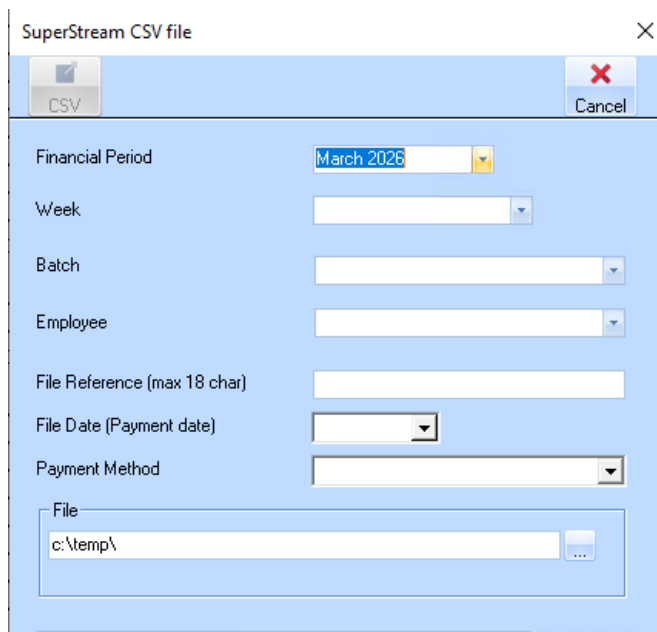 SuperStream CSV file
CSV
Cancel
Financial Period March 2026
Week
Batch
Employee
File Reference (max 18 char)
File Date (Payment date)
Payment Method
File
c:\temp\
...